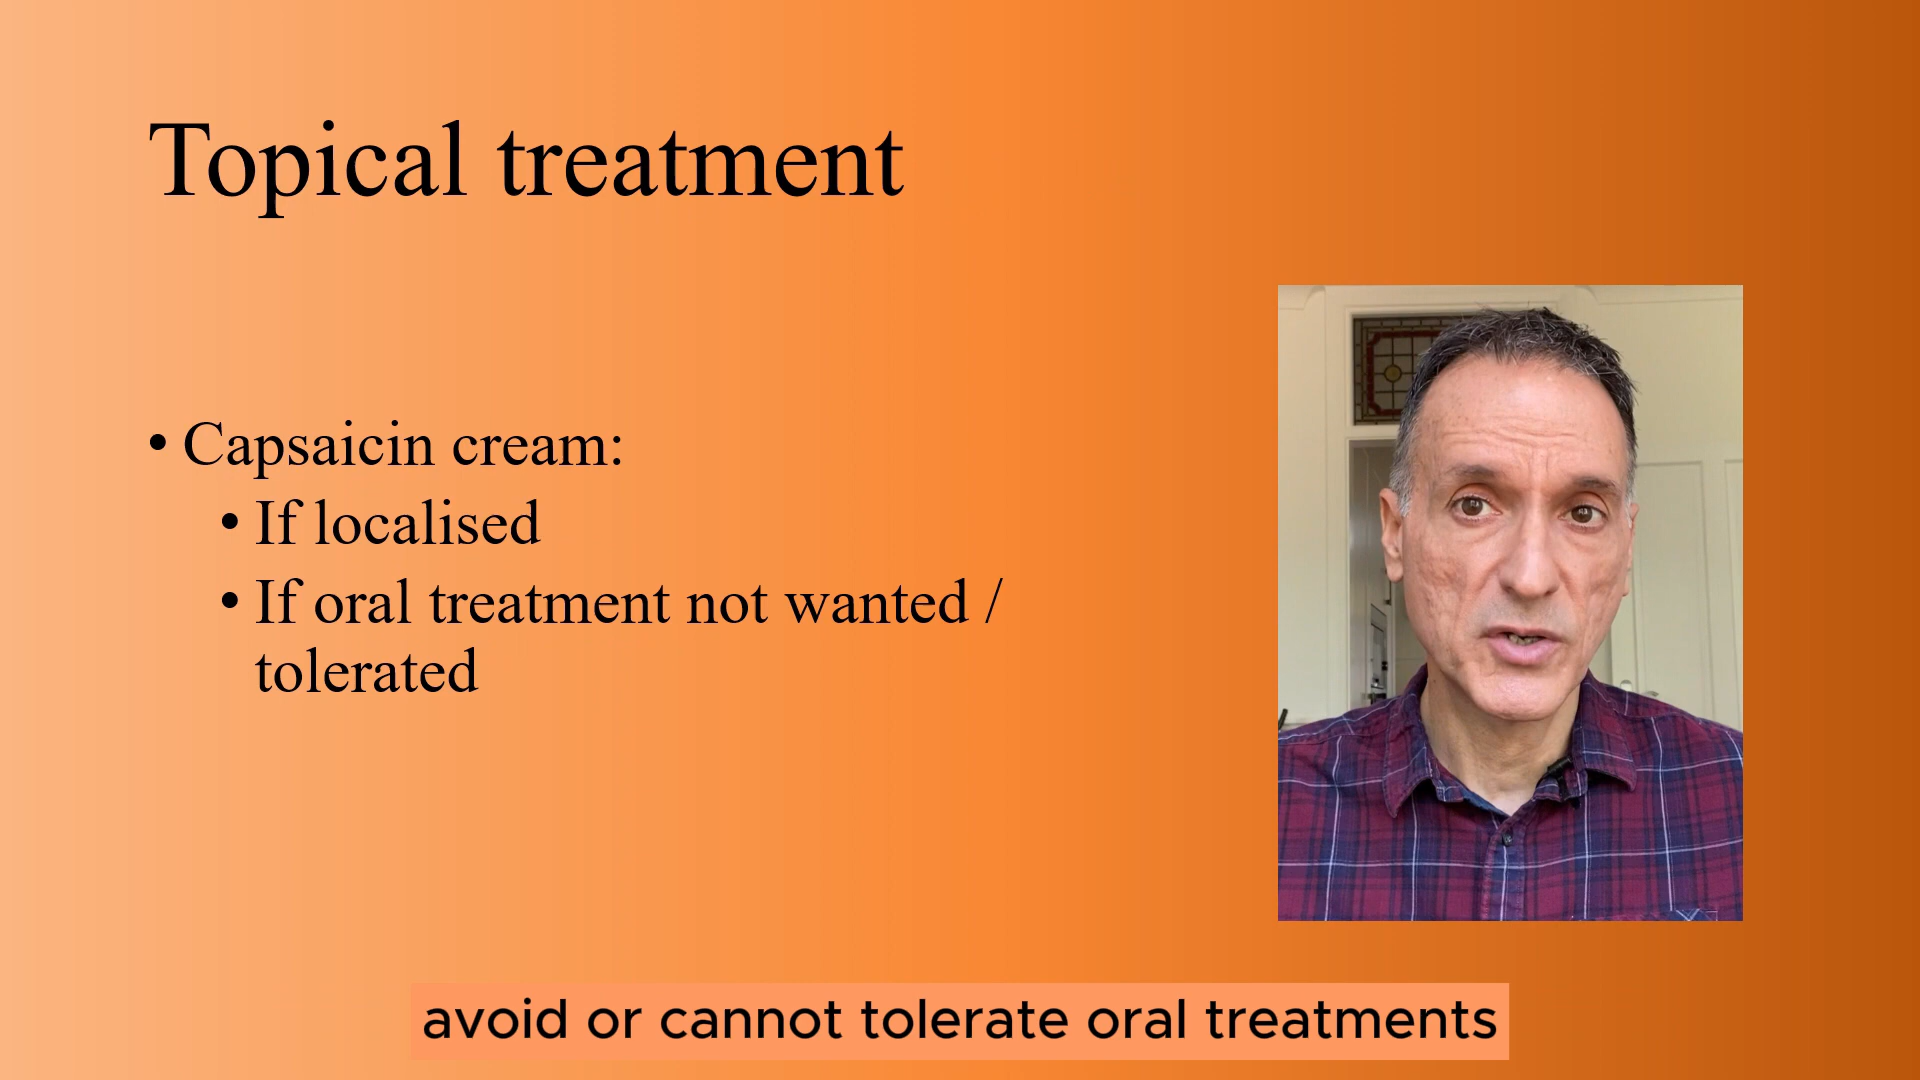 Topical treatment
• Capsaicin cream:
• If localised
• If oral treatment not wanted /
tolerated
avoid or cannot tolerate oral treatments